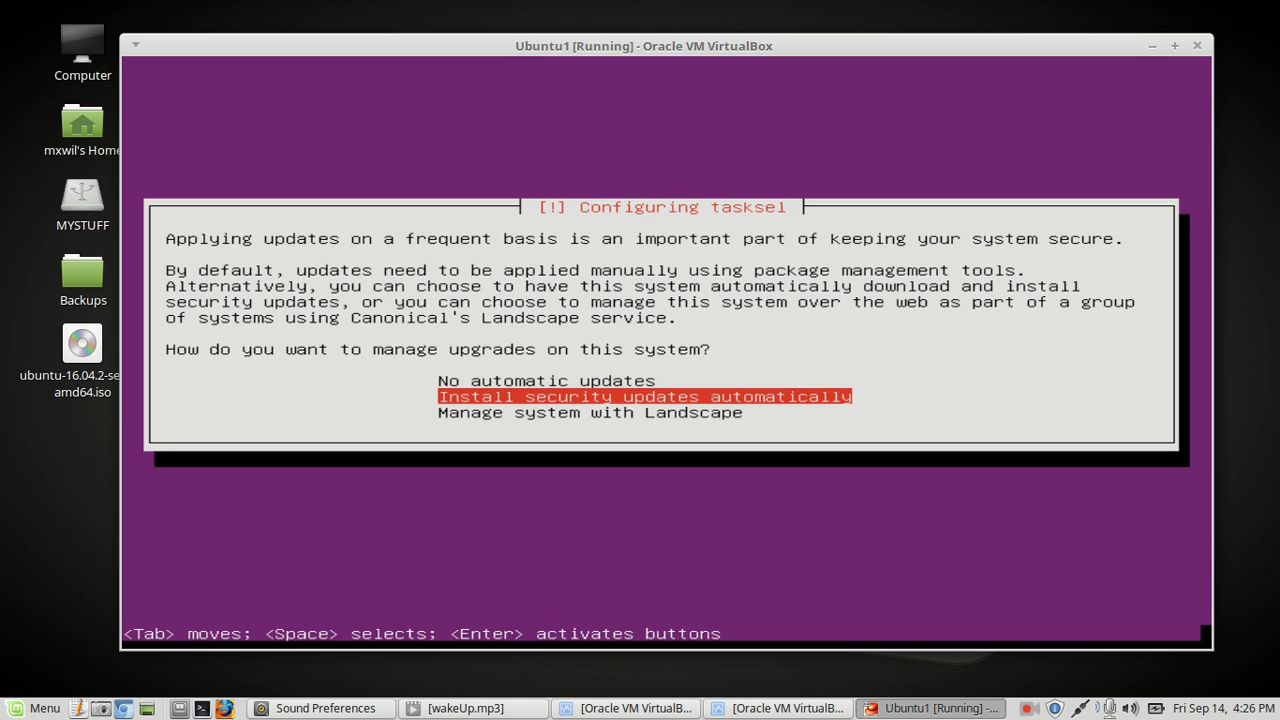 Ubuntu1 [Running] - Oracle VM VirtualBox
Computer
mxwil's Home
MYSTUFF
Backups
ubuntu-16.04.2-se
amd64.iso
[!] Configuring tasksel
Applying updates on a frequent basis is an important part of keeping your system secure.
By default, updates need to be applied manually using package management tools.
Alternatively, you can choose to have this system automatically download and install
security updates, or you can choose to manage this system over the web as part of a group
of systems using Canonical's Landscape service.
How do you want to manage upgrades on this system?
No automatic updates
Install security updates automatically
Manage system with Landscape
<Tab> moves; <Space> selects; <Enter> activates buttons
Menu
Sound Preferences
[wakeUp.mp3]
[Oracle VM VirtualB...
[Oracle VM VirtualB...
Ubuntu1 [Running] -...
Fri Sep 14, 4:26 PM